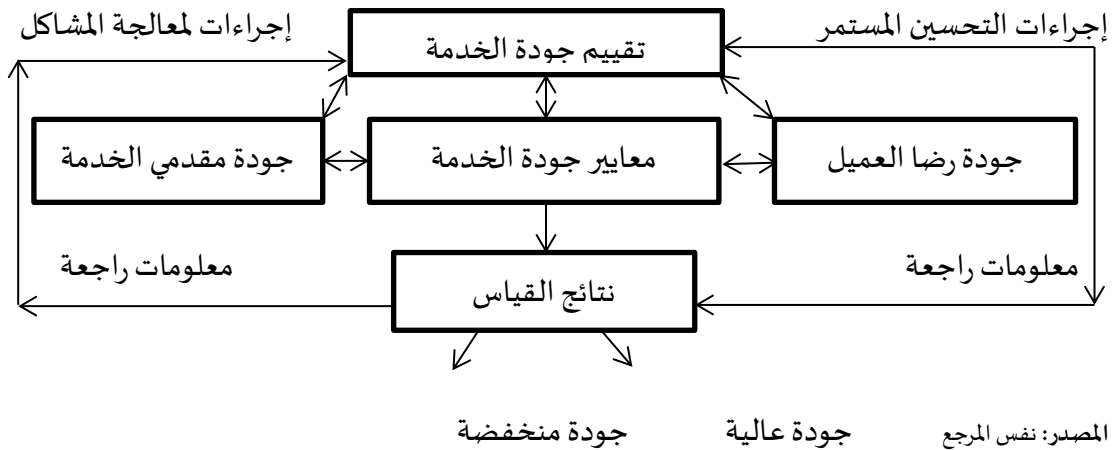 إجراءات التحسين المستمر
إجراءات لمعالجة المشاكل
تقييم جودة الخدمة
جودة رضا العميل
معايير جودة الخدمة
جودة مقدمي الخدمة
معلومات راجعة
معلومات راجعة
نتائج القياس
المصدر: نفس المرجع
جودة عالية
جودة منخفضة